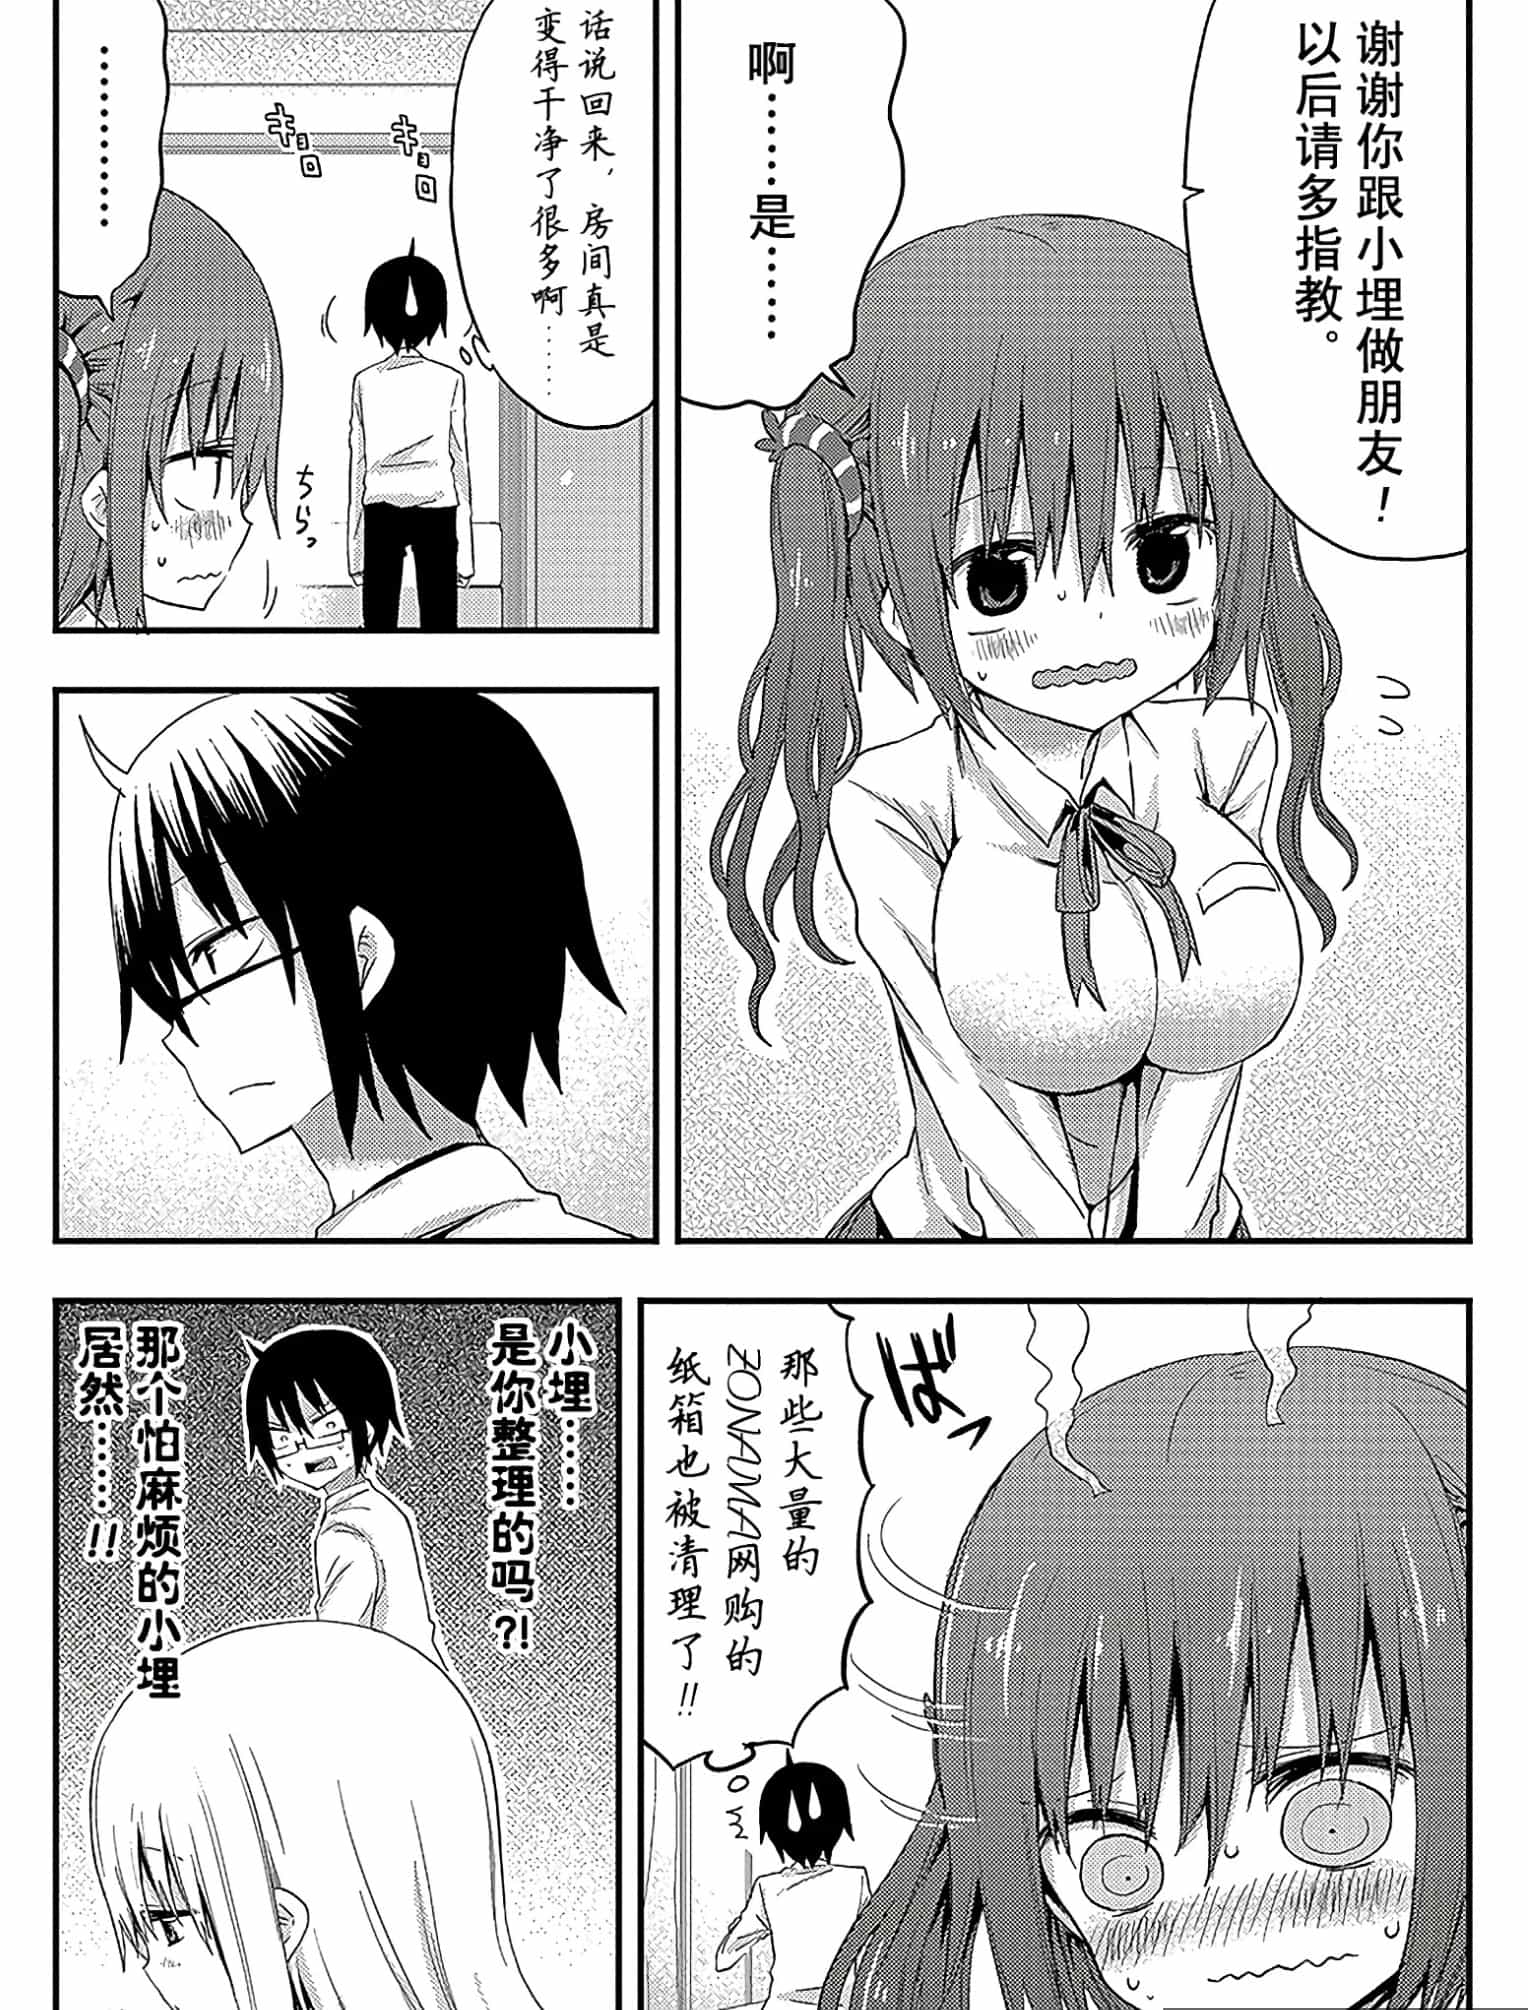 谢谢你跟小埋做朋友！
以后请多指教。
啊………是………
话说回来，房间真是
变得干净了很多啊………
キョロ
キョロ
…………
ちらっ
那些大量的
ZONAMA网购的
纸箱也被清理了!!
ばっ
小埋……
是你整理的吗?!
那个怕麻烦的小埋
居然……!!